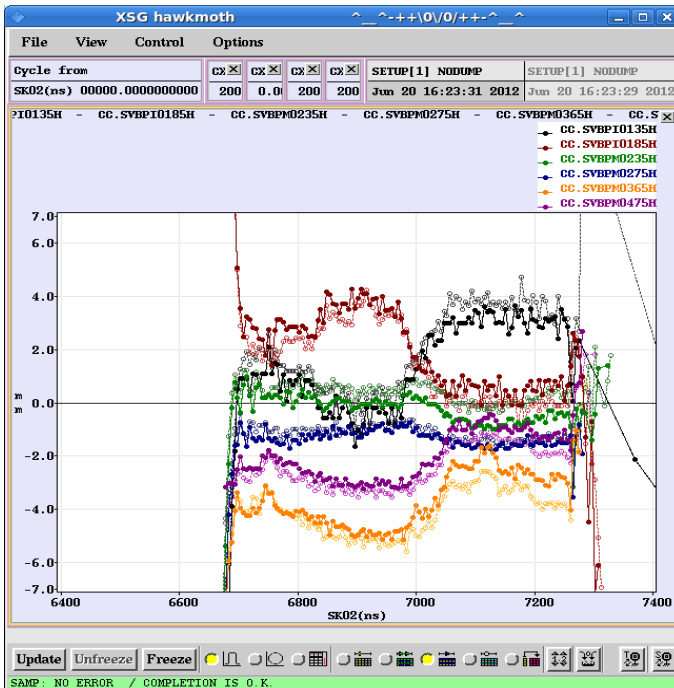 XSG hawkmoth ^__^-++\0\/0/++-^__^
File View Control Options
Cycle from
SK02(ns) 00000.0000000000
CX CX CX CX
200 0.0 200 200
SETUP[1] NODUMP
Jun 20 16:23:31 2012
SETUP[1] NODUMP
Jun 20 16:23:29 2012
PI0135H - CC.SVBPI0185H - CC.SVBPM0235H - CC.SVBPM0275H - CC.SVBPM0365H - CC.S
CC.SVBPI0135H
CC.SVBPI0185H
CC.SVBPM0235H
CC.SVBPM0275H
CC.SVBPM0365H
CC.SVBPM0475H
7.0
6.0
4.0
2.0
m
m
0.0
-2.0
-4.0
-6.0
-7.0
6400 6600 6800 7000 7200 7400
SK02(ns)
Update Unfreeze Freeze
SAMP: NO ERROR / COMPLETION IS O.K.